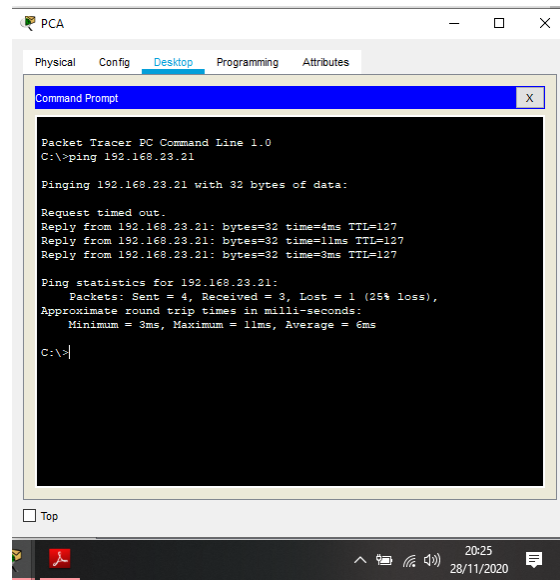 PCA
Physical Config Desktop Programming Attributes
Command Prompt X
Packet Tracer PC Command Line 1.0
C:\>ping 192.168.23.21
Pinging 192.168.23.21 with 32 bytes of data:
Request timed out.
Reply from 192.168.23.21: bytes=32 time=4ms TTL=127
Reply from 192.168.23.21: bytes=32 time=11ms TTL=127
Reply from 192.168.23.21: bytes=32 time=3ms TTL=127
Ping statistics for 192.168.23.21:
Packets: Sent = 4, Received = 3, Lost = 1 (25% loss),
Approximate round trip times in milli-seconds:
Minimum = 3ms, Maximum = 11ms, Average = 6ms
C:\>
Top
20:25
28/11/2020